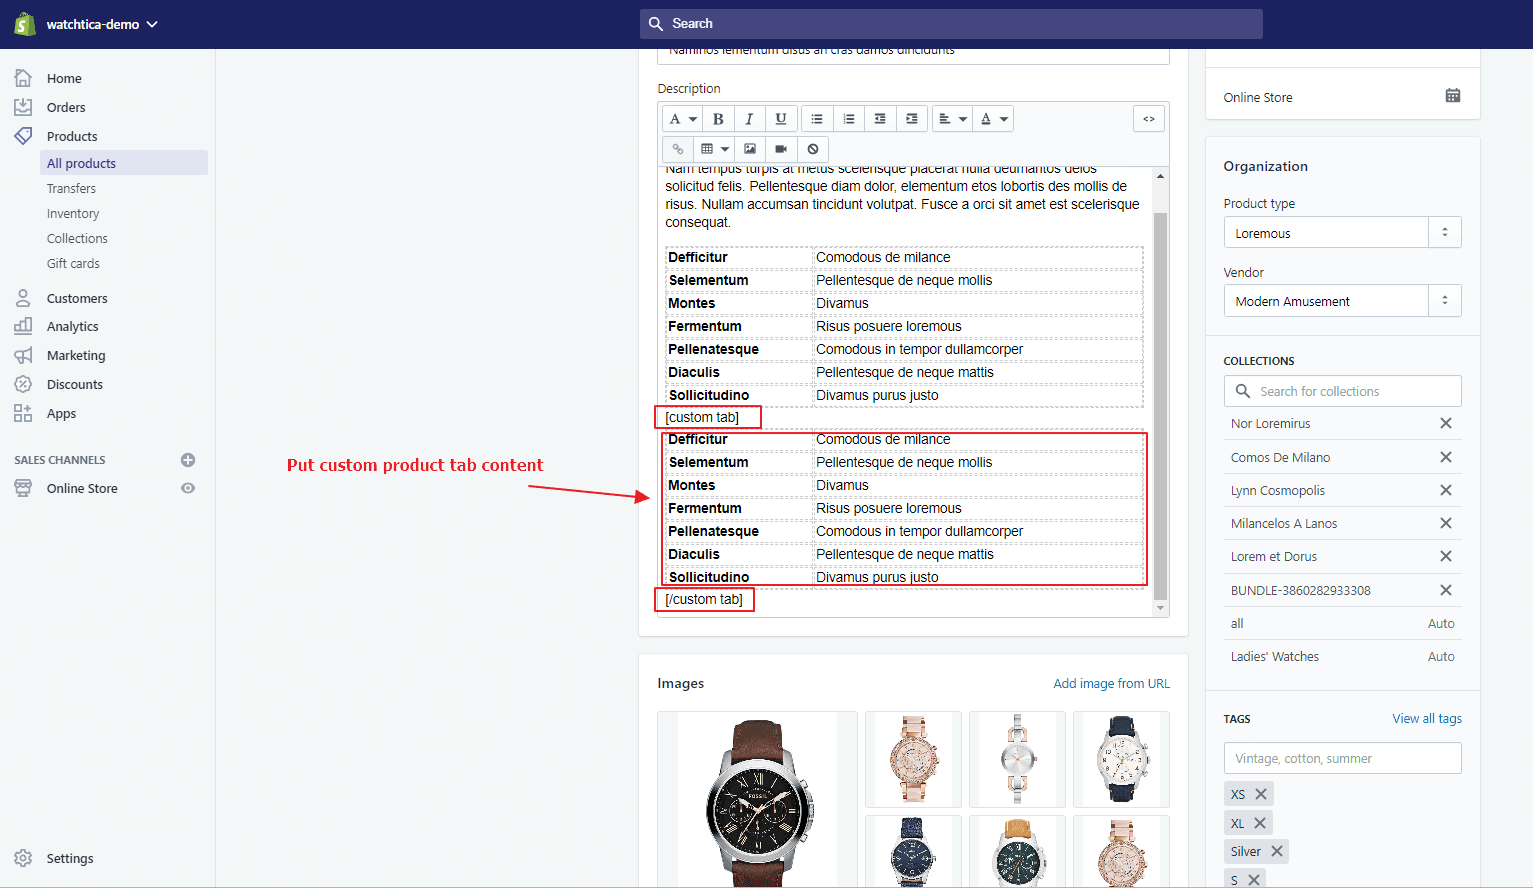 watchtica-demo
Search
Home
Orders
Products
All products
Transfers
Inventory
Collections
Gift cards
Customers
Analytics
Marketing
Discounts
Apps
SALES CHANNELS
Online Store
Settings
Put custom product tab content
Description
A
B
I
U
A
<>
Nam tempus turpis at metus scelerisque placerat nulla deumantos delos
solicitud felis. Pellentesque diam dolor, elementum etos lobortis des mollis de
risus. Nullam accumsan tincidunt volutpat. Fusce a orci sit amet est scelerisque
consequat.
Defficitur Comodous de milance
Selementum Pellentesque de neque mollis
Montes Divamus
Fermentum Risus posuere loremous
Pellenatesque Comodous in tempor dullamcorper
Diaculis Pellentesque de neque mattis
Sollicitudino Divamus purus justo
[custom tab]
Defficitur Comodous de milance
Selementum Pellentesque de neque mollis
Montes Divamus
Fermentum Risus posuere loremous
Pellenatesque Comodous in tempor dullamcorper
Diaculis Pellentesque de neque mattis
Sollicitudino Divamus purus justo
[/custom tab]
Images
Add image from URL
FOSSIL
Online Store
Organization
Product type
Loremous
Vendor
Modern Amusement
COLLECTIONS
Search for collections
Nor Loremirus
Comos De Milano
Lynn Cosmopolis
Milancelos A Lanos
Lorem et Dorus
BUNDLE-3860282933308
all Auto
Ladies' Watches Auto
TAGS
View all tags
Vintage, cotton, summer
XS
XL
Silver
S